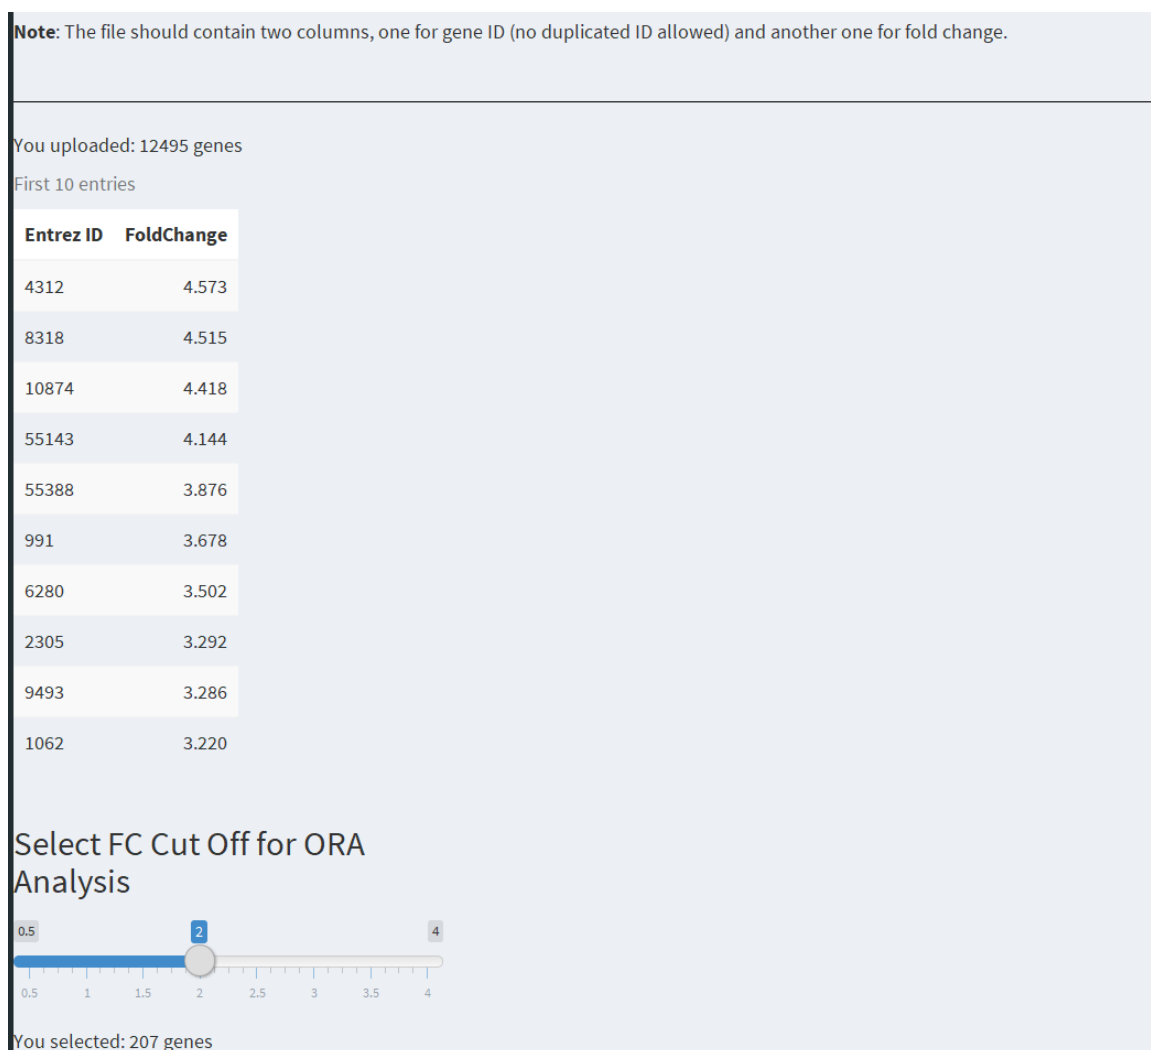 Note: The file should contain two columns, one for gene ID (no duplicated ID allowed) and another one for fold change.
You uploaded: 12495 genes
First 10 entries
Entrez ID FoldChange
4312 4.573
8318 4.515
10874 4.418
55143 4.144
55388 3.876
991 3.678
6280 3.502
2305 3.292
9493 3.286
1062 3.220
Select FC Cut Off for ORA
Analysis
0.5 2 4
0.5 1 1.5 2 2.5 3 3.5 4
You selected: 207 genes